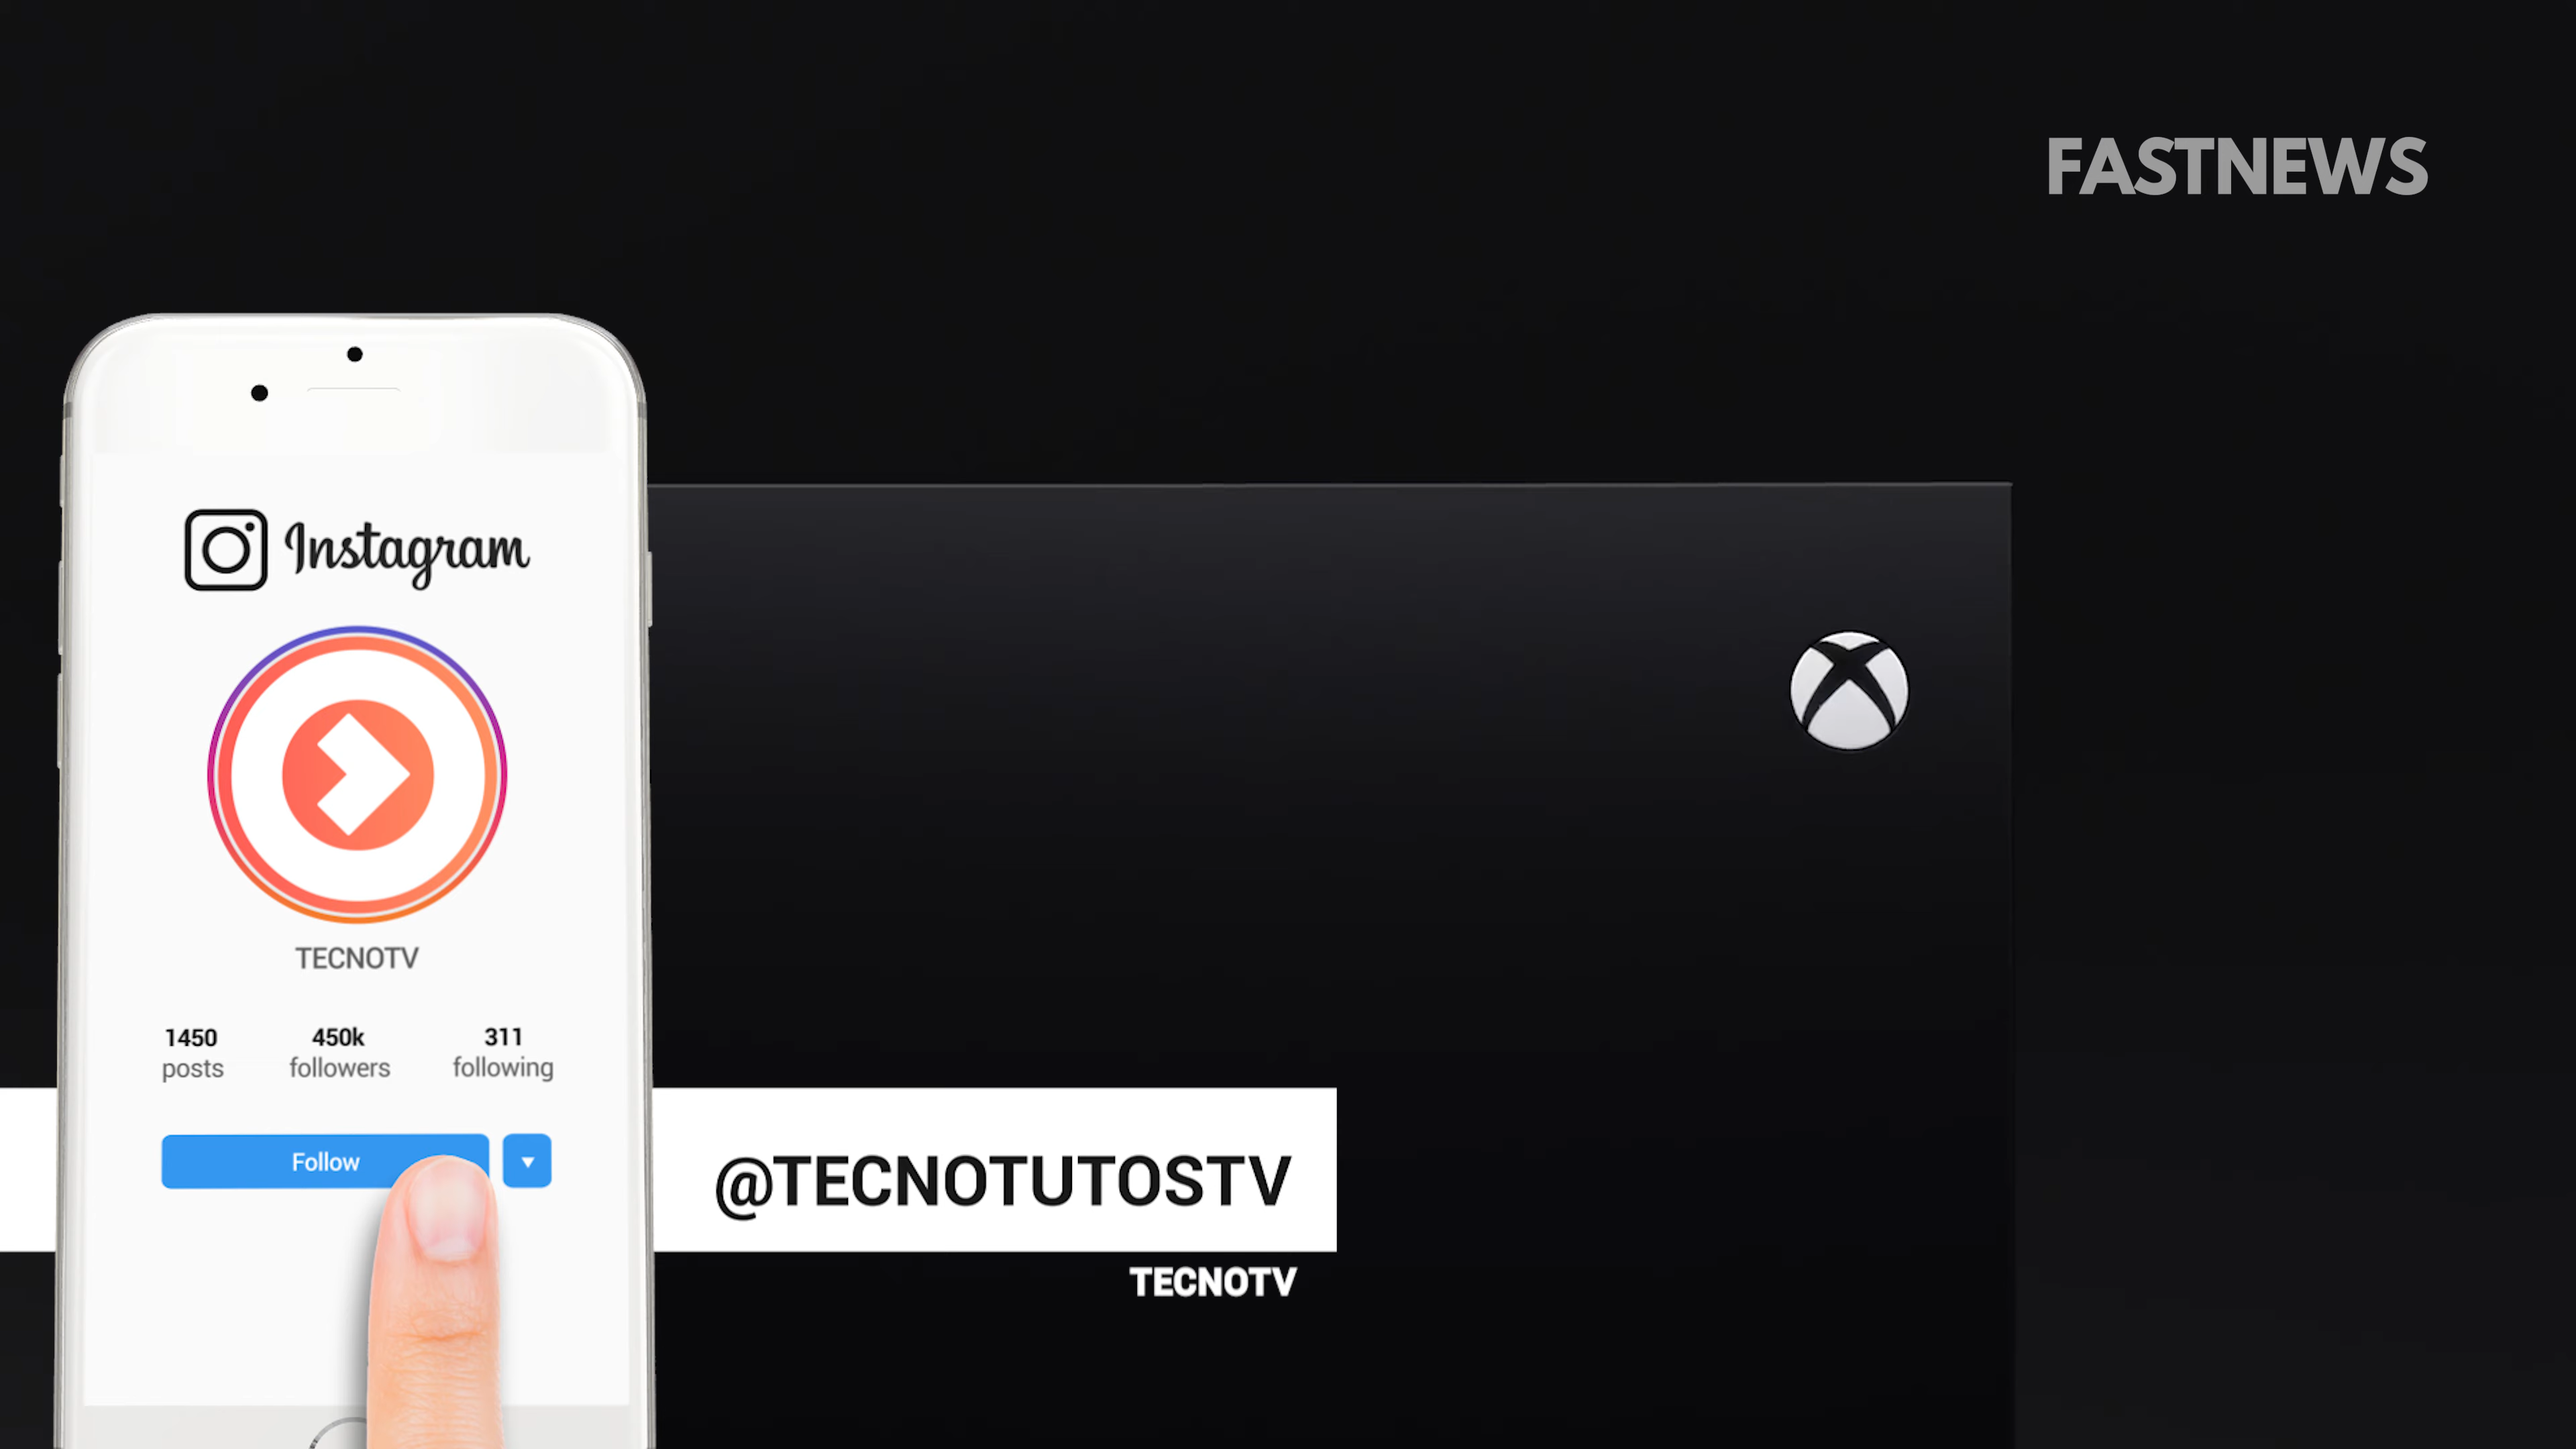 FASTNEWS
Instagram
TECNOTV
1450 450k 311
posts followers following
Follow
@TECNOTUTOSTV
TECNOTV